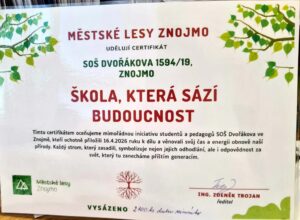 MĚSTSKÉ LESY ZNOJMO
UDĚLUJÍ CERTIFIKÁT
SOŠ DVOŘÁKOVA 1594/19,
ZNOJMO
ŠKOLA, KTERÁ SÁZÍ
BUDOUCNOST
Tímto certifikátem oceňujeme mimořádnou iniciativu studentů a pedagogů SOŠ Dvořákova ve
Znojmě, kteří ochotně přiložili 16.4.2026 ruku k dílu a věnovali svůj čas a energii obnově naší
přírody. Každý strom, který zasadili, symbolizuje nejen jejich odhodlání, ale i odpovědnost za
svět, který tu zanecháme příštím generacím.
Městské lesy
Znojmo
ING. ZDENĚK TROJAN
ředitel
VYSÁZENO
ks